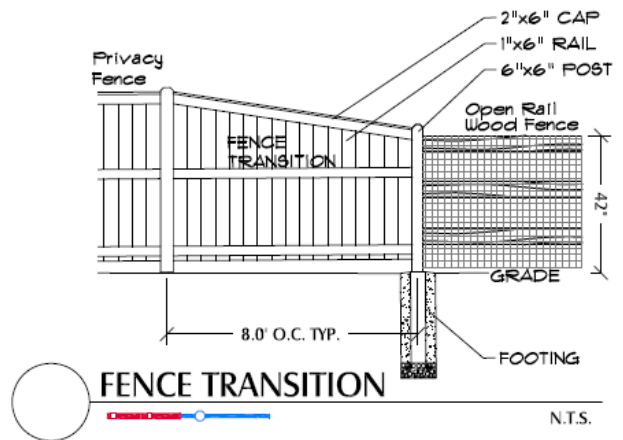 2"x6" CAP
1"x6" RAIL
6"x6" POST
Privacy
Fence
Open Rail
Wood Fence
FENCE
TRANSITION
42"
GRADE
8.0' O.C. TYP.
FOOTING
FENCE TRANSITION
N.T.S.